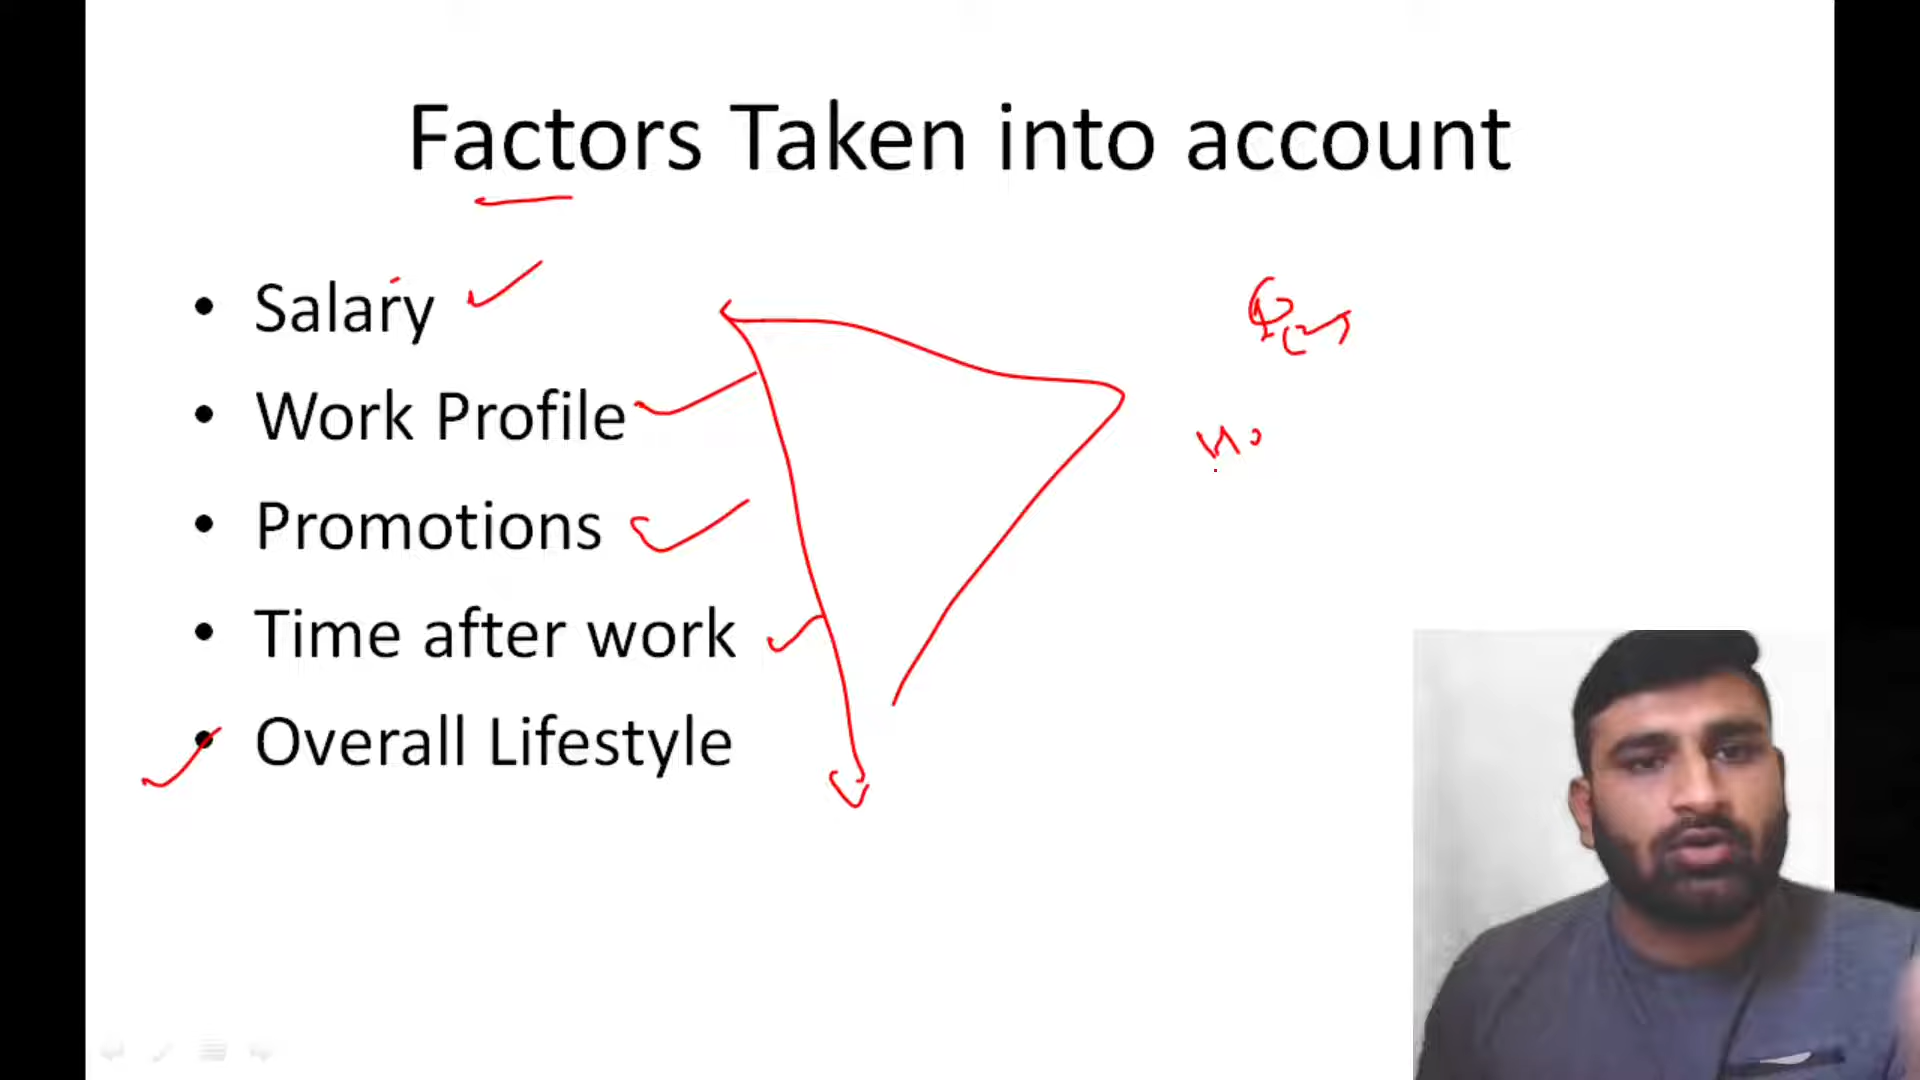 Factors Taken into account
• Salary
• Work Profile
• Promotions
• Time after work
• Overall Lifestyle